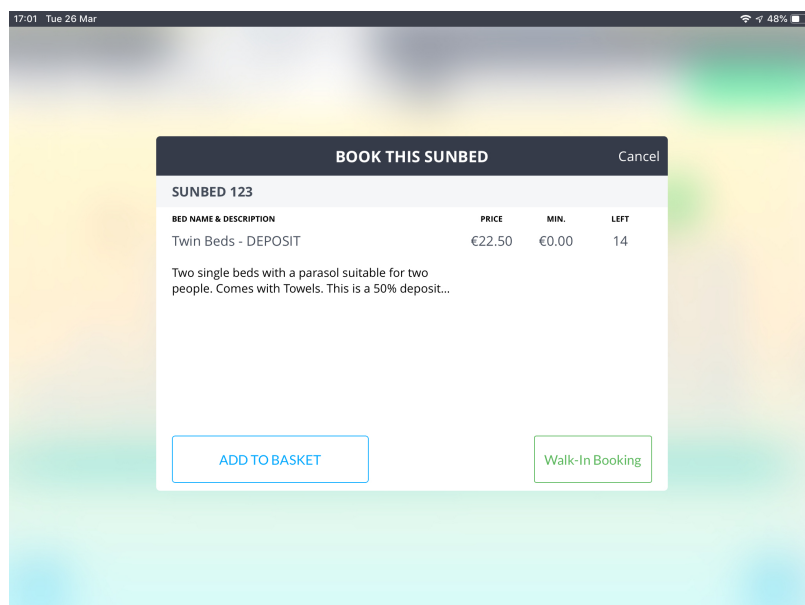 17:01 Tue 26 Mar 48%
BOOK THIS SUNBED Cancel
SUNBED 123
BED NAME & DESCRIPTION PRICE MIN. LEFT
Twin Beds - DEPOSIT €22.50 €0.00 14
Two single beds with a parasol suitable for two
people. Comes with Towels. This is a 50% deposit...
ADD TO BASKET Walk-In Booking